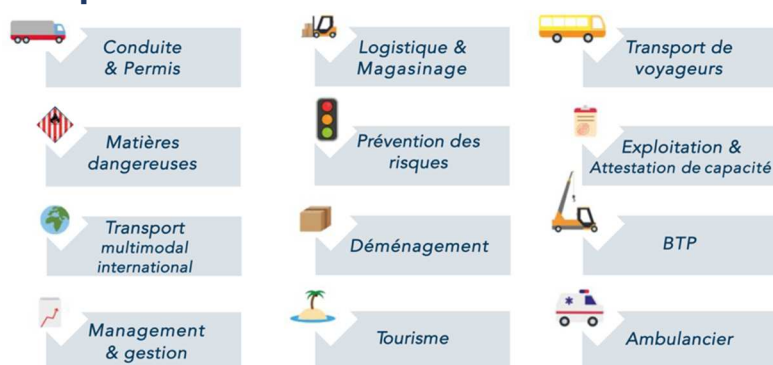 Conduite
& Permis
Logistique &
Magasinage
Transport de
voyageurs
Matières
dangereuses
Prévention des
risques
Exploitation &
Attestation de capacité
Transport
multimodal
international
Déménagement
BTP
Management
& gestion
Tourisme
Ambulancier